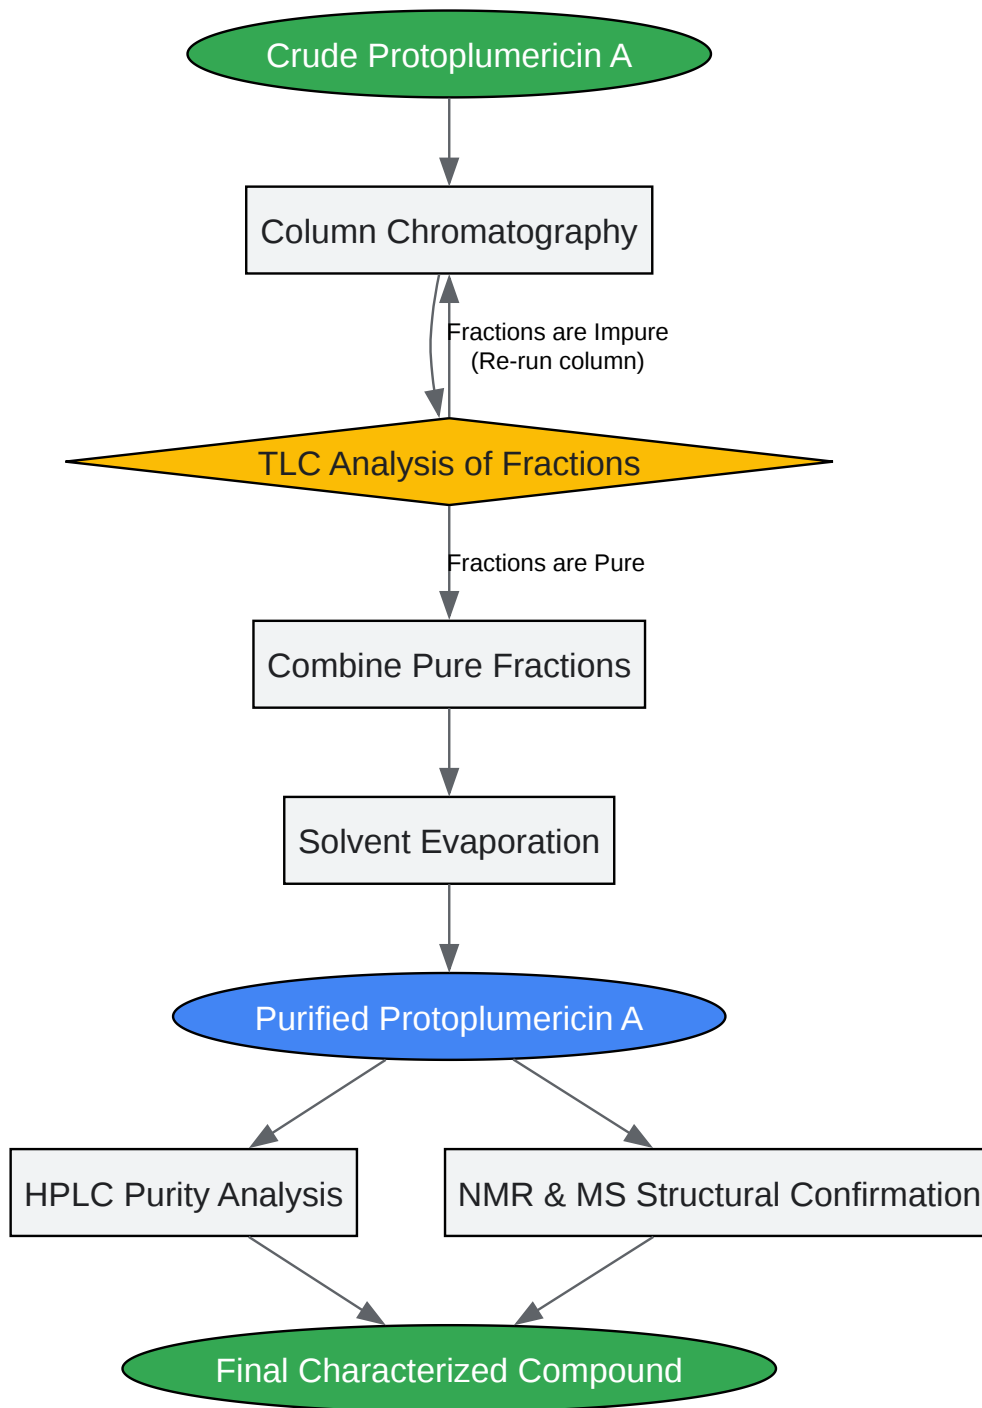 Crude Protoplumericin A
Column Chromatography
Fractions are Impure
(Re-run column)
TLC Analysis of Fractions
Fractions are Pure
Combine Pure Fractions
Solvent Evaporation
Purified Protoplumericin A
HPLC Purity Analysis
NMR & MS Structural Confirmation
Final Characterized Compound